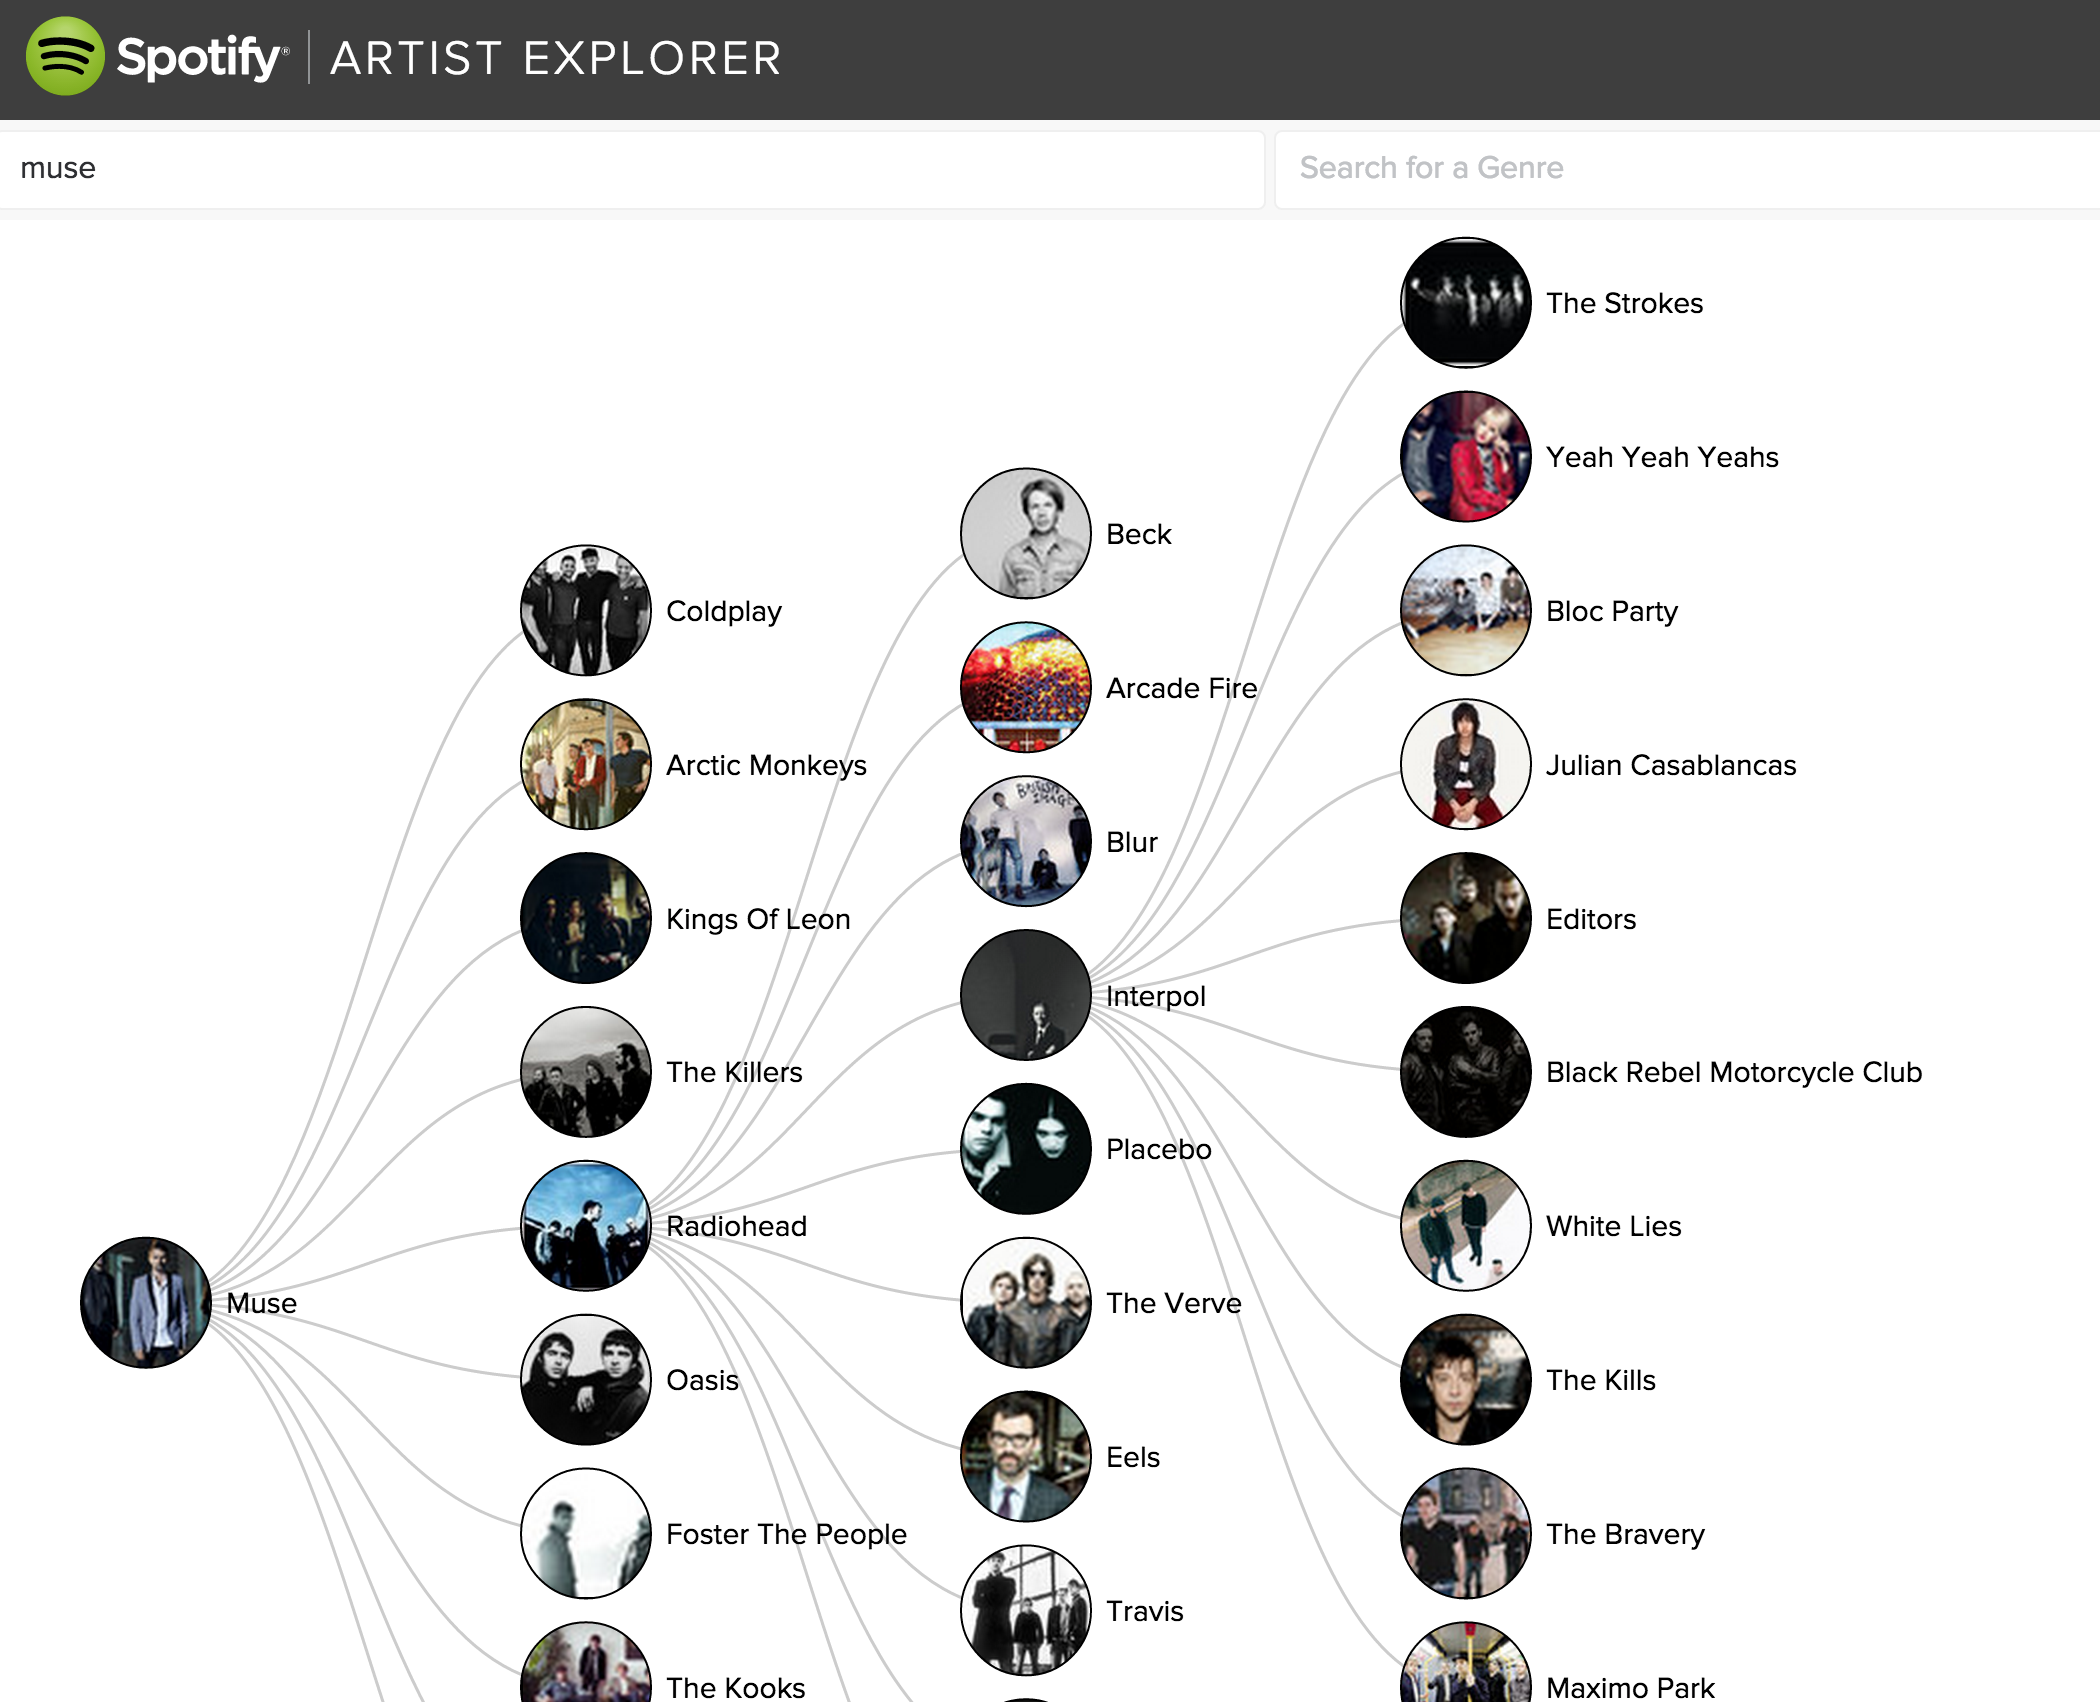 Spotify® ARTIST EXPLORER
muse
Search for a Genre
The Strokes
Yeah Yeah Yeahs
Beck
Coldplay
Bloc Party
Arcade Fire
Arctic Monkeys
Julian Casablancas
Blur
Kings Of Leon
Editors
Interpol
The Killers
Black Rebel Motorcycle Club
Placebo
Radiohead
White Lies
Muse
The Verve
Oasis
The Kills
Eels
Foster The People
The Bravery
Travis
The Kooks
Maximo Park